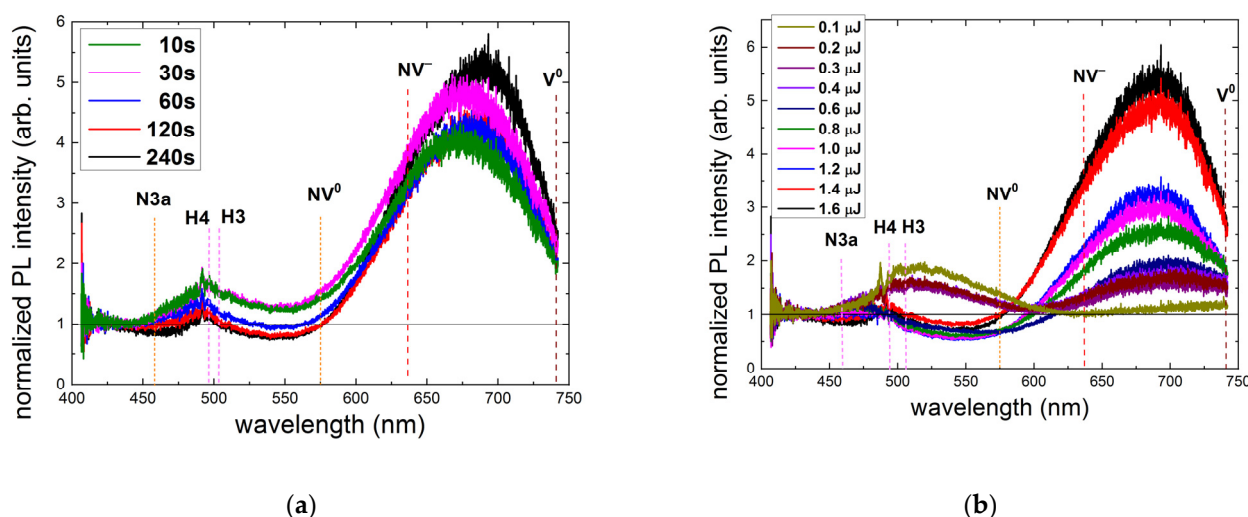 normalized PL intensity (arb. units)
6
5
4
3
2
1
0
10s
30s
60s
120s
240s
N3a
H4
H3
NV⁰
NV⁻
V⁰
400 450 500 550 600 650 700 750
wavelength (nm)
(a)
normalized PL intensity (arb. units)
6
5
4
3
2
1
0
0.1 μJ
0.2 μJ
0.3 μJ
0.4 μJ
0.6 μJ
0.8 μJ
1.0 μJ
1.2 μJ
1.4 μJ
1.6 μJ
N3a
H4
H3
NV⁰
NV⁻
V⁰
400 450 500 550 600 650 700 750
wavelength (nm)
(b)